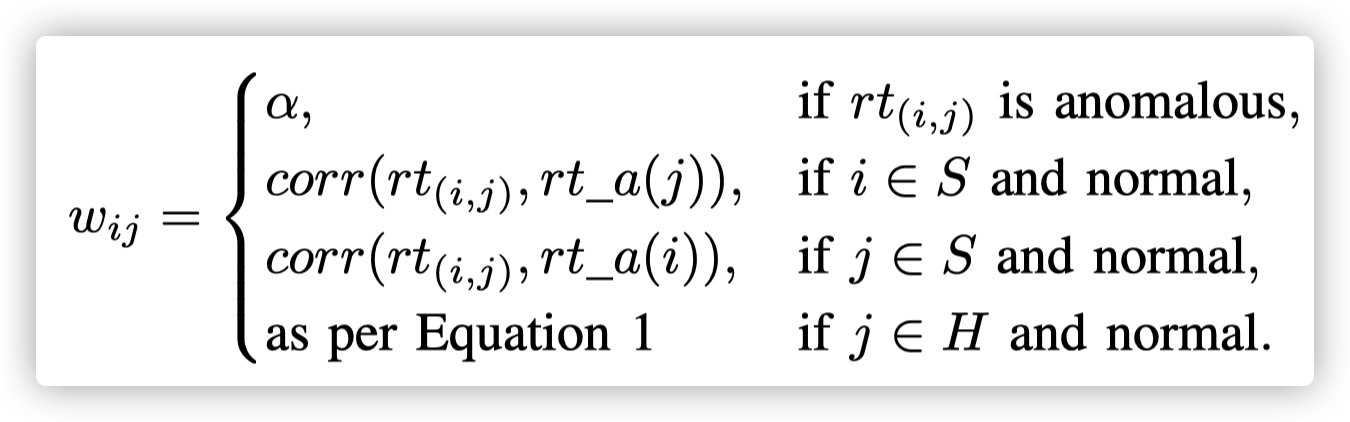 w_{ij} =
α, if rt_{(i,j)} is anomalous,
corr(rt_{(i,j)}, rt_a(j)), if i ∈ S and normal,
corr(rt_{(i,j)}, rt_a(i)), if j ∈ S and normal,
as per Equation 1 if j ∈ H and normal.